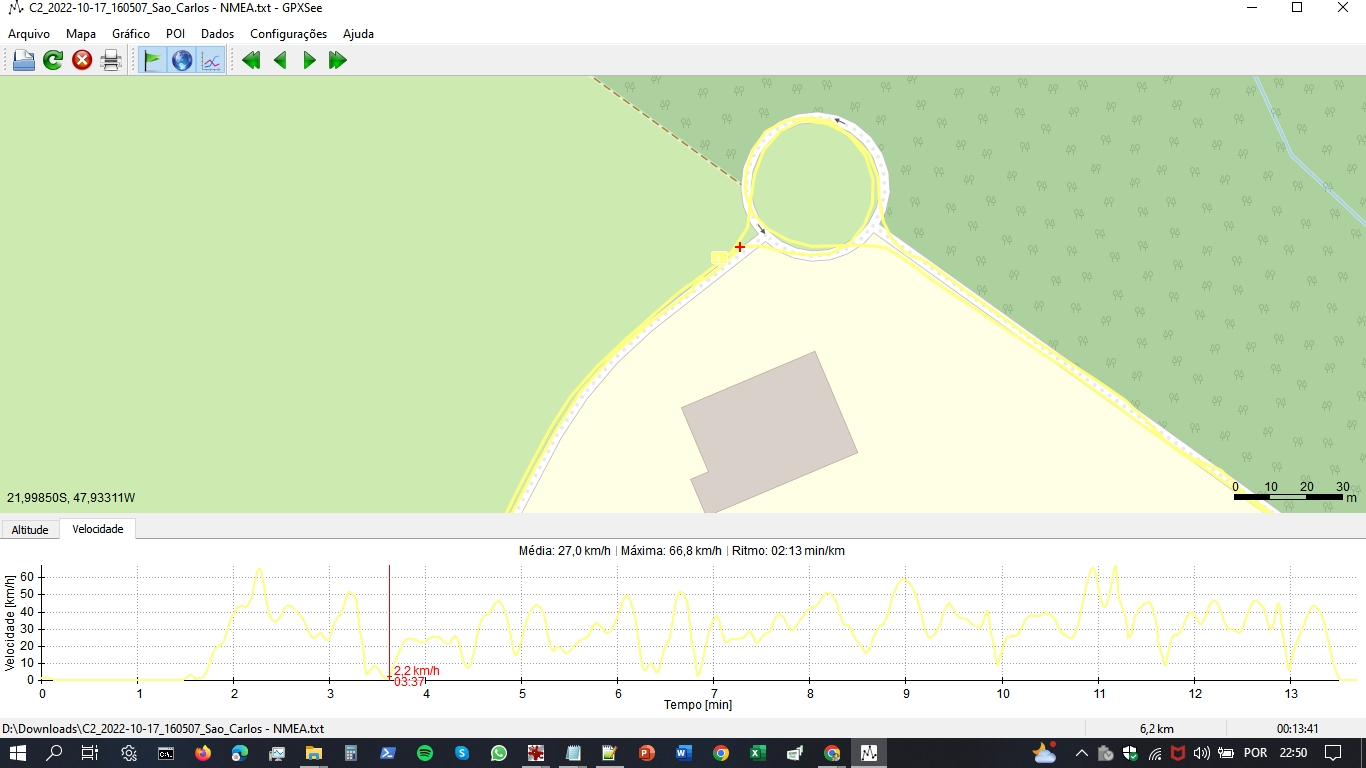 C2_2022-10-17_160507_Sao_Carlos - NMEA.txt - GPXSee
Arquivo Mapa Gráfico POI Dados Configurações Ajuda
21,99850S, 47,93311W
0 10 20 30
m
Altitude Velocidade
Média: 27,0 km/h | Máxima: 66,8 km/h | Ritmo: 02:13 min/km
Velocidade [km/h]
60
50
40
30
20
10
0
2,2 km/h
03:37
0 1 2 3 4 5 6 7 8 9 10 11 12 13
Tempo [min]
D:\Downloads\C2_2022-10-17_160507_Sao_Carlos - NMEA.txt 6,2 km 00:13:41
POR 22:50